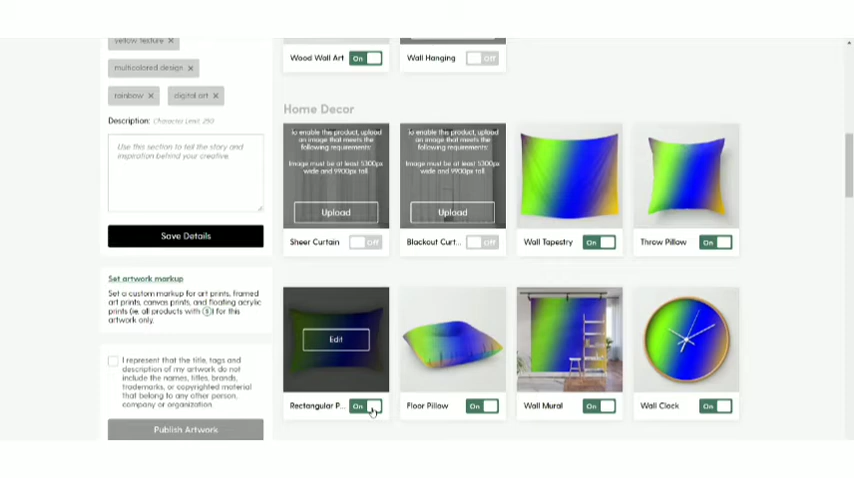 yellow texture ×
multicolored design ×
rainbow × digital art ×
Description: Character Limit: 250
Use this section to tell the story and
inspiration behind your creative.
Save Details
Set artwork markup
Set a custom markup for art prints, framed
art prints, canvas prints, and floating acrylic
prints (ie. all products with $) for this
artwork only.
I represent that the title, tags and
description of my artwork do not
include the names, titles, brands,
trademarks, or copyrighted material
that belong to any other person,
company or organization.
Publish Artwork
Wood Wall Art On
Wall Hanging Off
Home Decor
To enable this product, upload
an image that meets the
following requirements:
Image must be at least 5300px
wide and 9900px tall.
Upload
Sheer Curtain Off
To enable this product, upload
an image that meets the
following requirements:
Image must be at least 5300px
wide and 9900px tall.
Upload
Blackout Curt... Off
Wall Tapestry On
Throw Pillow On
Edit
Rectangular P... On
Floor Pillow On
Wall Mural On
Wall Clock On